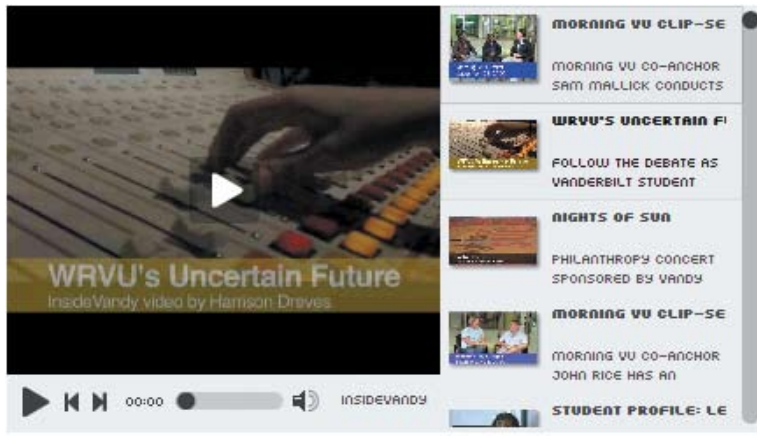 WRVU's Uncertain Future
InsideVandy video by Harrison Dreves
00:00
INSIDEVANDY
MORNING VU CLIP-SE
MORNING VU CO-ANCHOR
SAM MALLICK CONDUCTS
WRVU'S UNCERTAIN FU
FOLLOW THE DEBATE AS
VANDERBILT STUDENT
NIGHTS OF SUN
PHILANTHROPY CONCERT
SPONSORED BY VANDY
MORNING VU CLIP-SE
MORNING VU CO-ANCHOR
JOHN RICE HAS AN
STUDENT PROFILE: LE